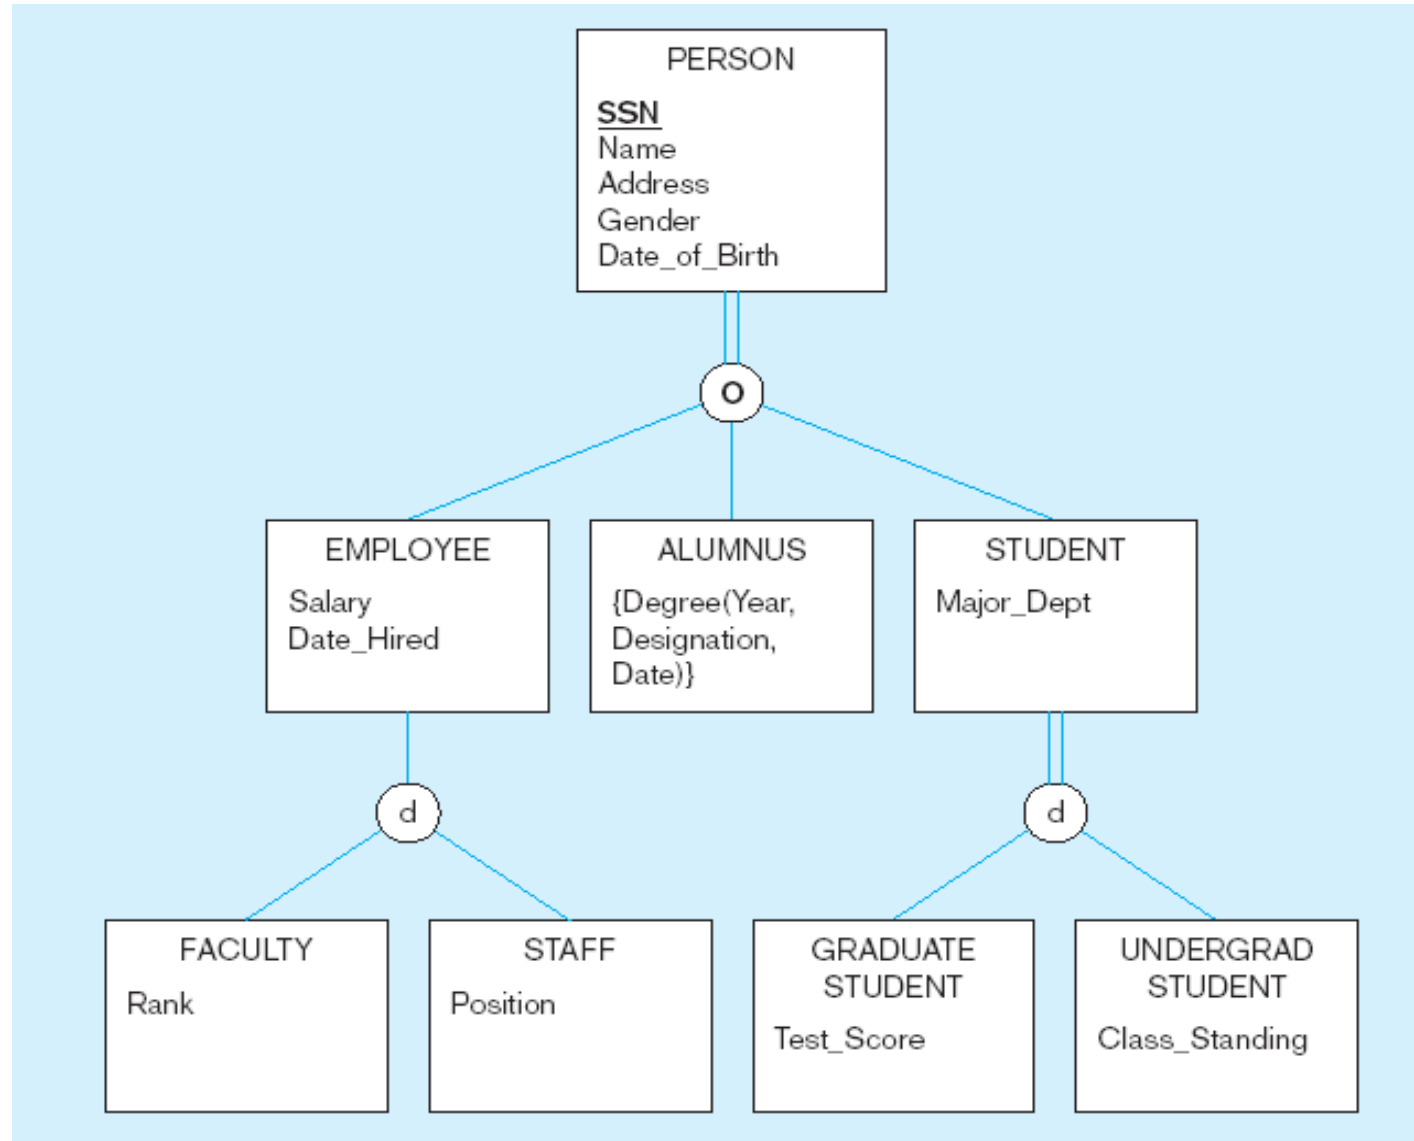 PERSON
SSN
Name
Address
Gender
Date_of_Birth
O
EMPLOYEE
Salary
Date_Hired
ALUMNUS
{Degree(Year,
Designation,
Date)}
STUDENT
Major_Dept
d
d
FACULTY
Rank
STAFF
Position
GRADUATE
STUDENT
Test_Score
UNDERGRAD
STUDENT
Class_Standing